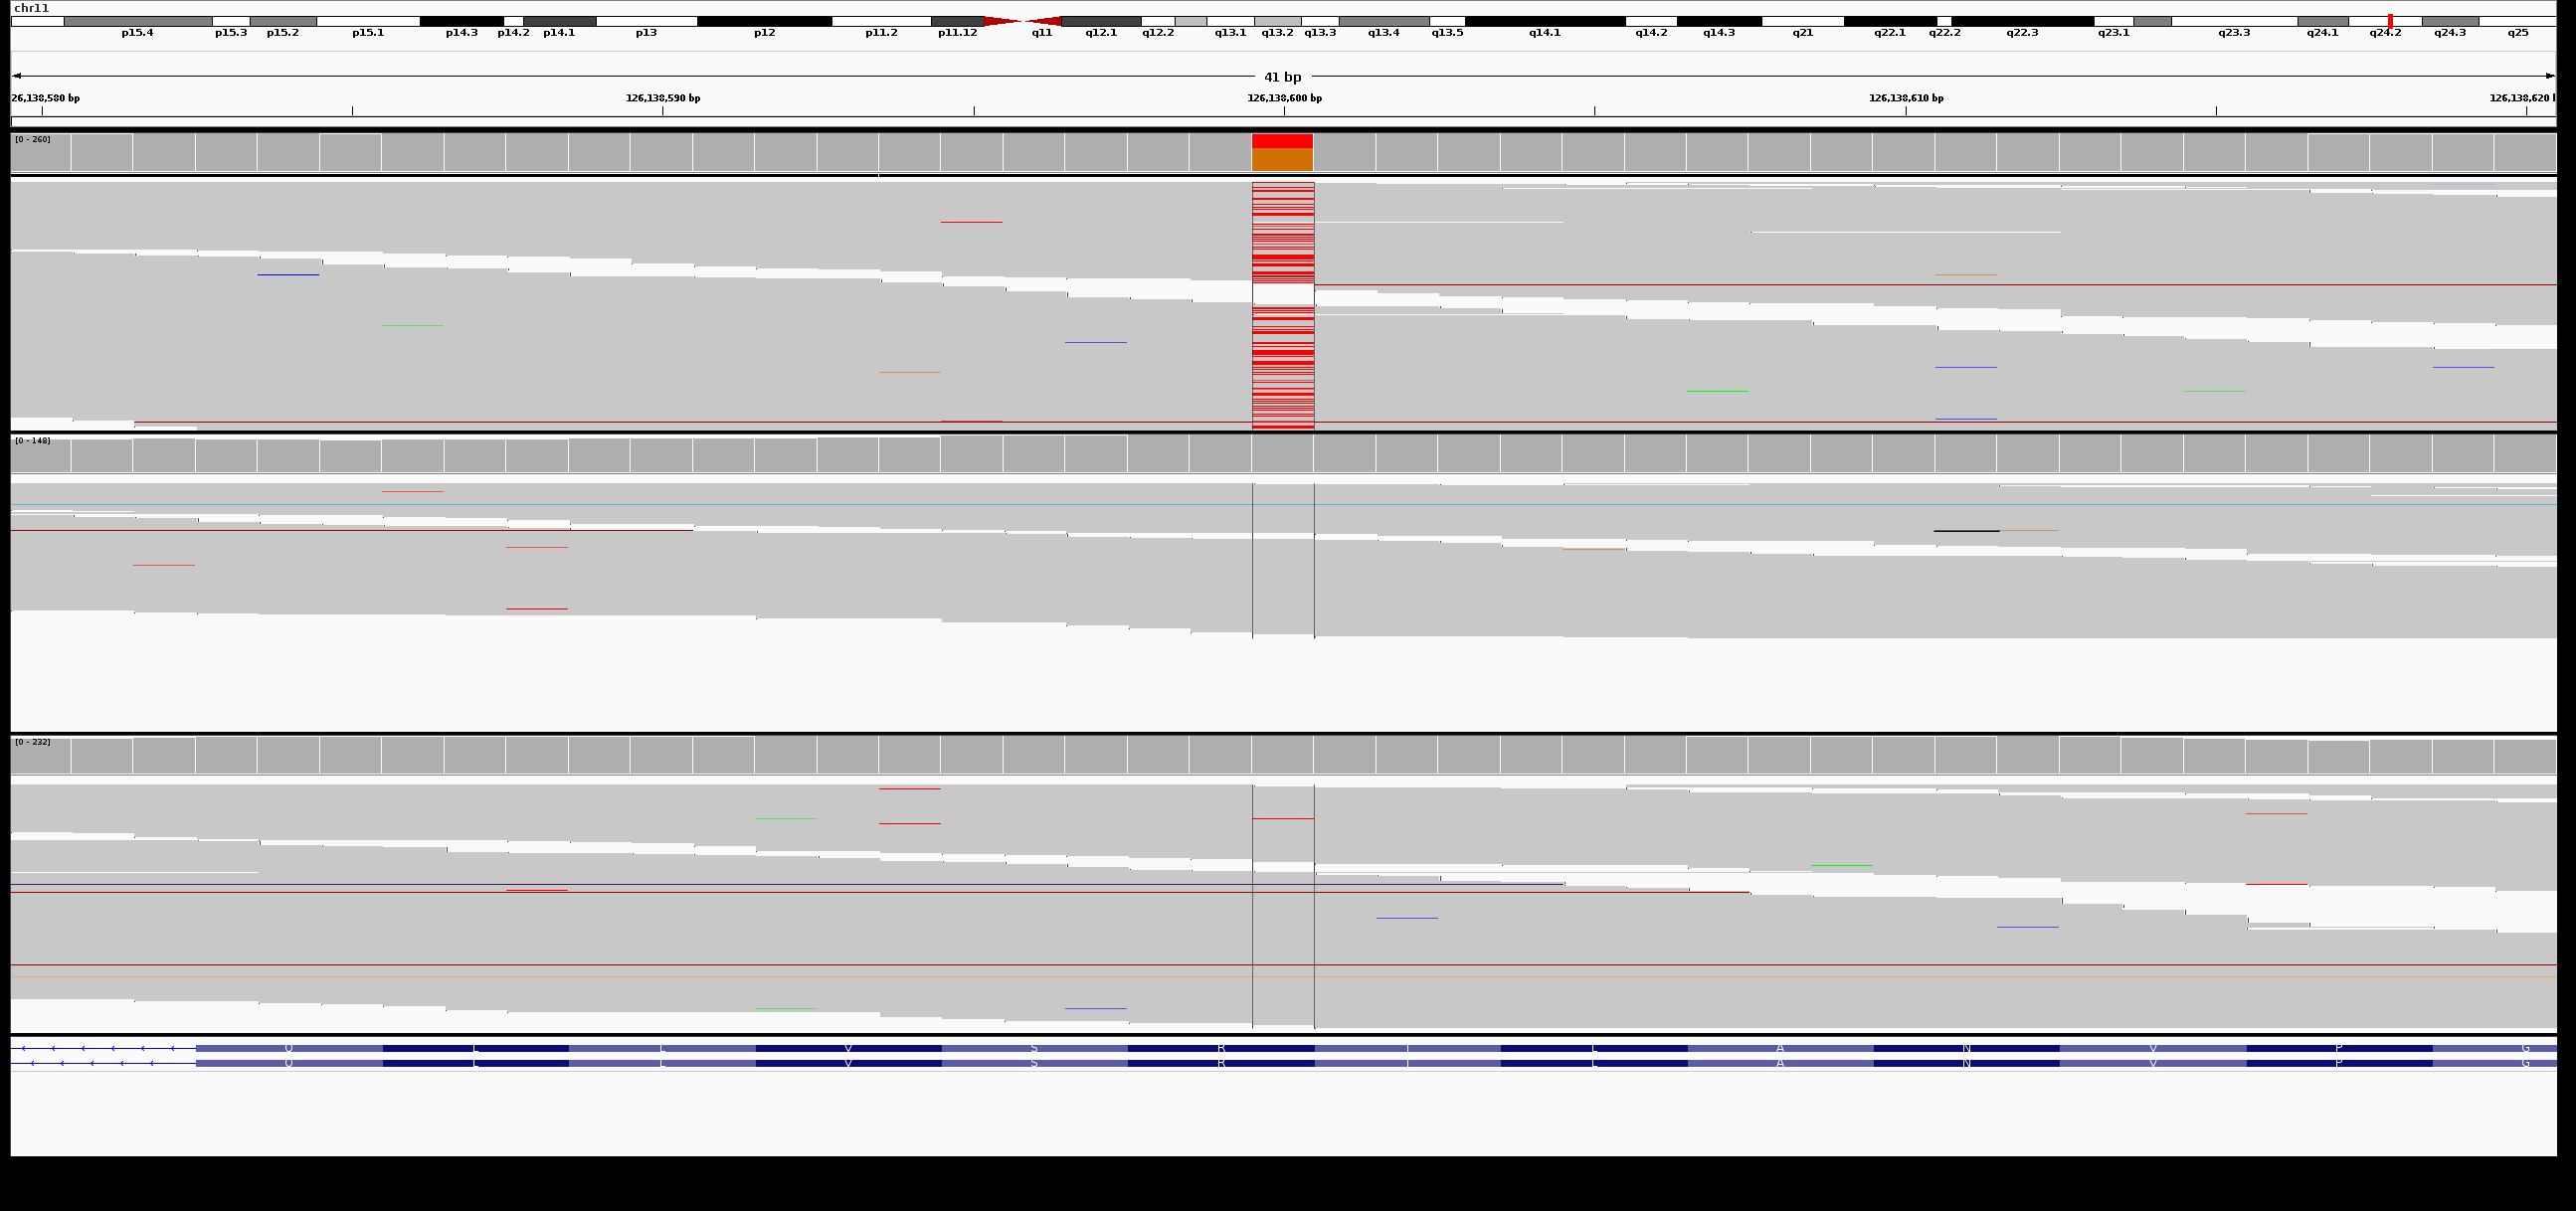 chr11
p15.4 p15.3 p15.2 p15.1 p14.3 p14.2 p14.1 p13 p12 p11.2 p11.12 q11 q12.1 q12.2 q13.1 q13.2 q13.3 q13.4 q13.5 q14.1 q14.2 q14.3 q21 q22.1 q22.2 q22.3 q23.1 q23.3 q24.1 q24.2 q24.3 q25
41 bp
26,138,580 bp 126,138,590 bp 126,138,600 bp 126,138,610 bp 126,138,620
[0 - 260]
[0 - 148]
[0 - 232]
L L V S R L A N V P G
L L V S R L A N V P G